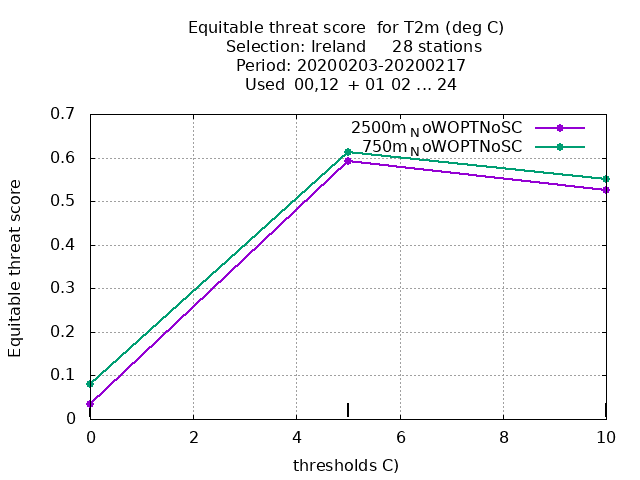 Equitable threat score  for T2m (deg C)
Selection: Ireland     28 stations
Period: 20200203-20200217
Used  00,12  + 01 02 ... 24
Equitable threat score
0.7
0.6
0.5
0.4
0.3
0.2
0.1
0
2500m_NoWOPTNoSC
750m_NoWOPTNoSC
0 2 4 6 8 10
thresholds C)